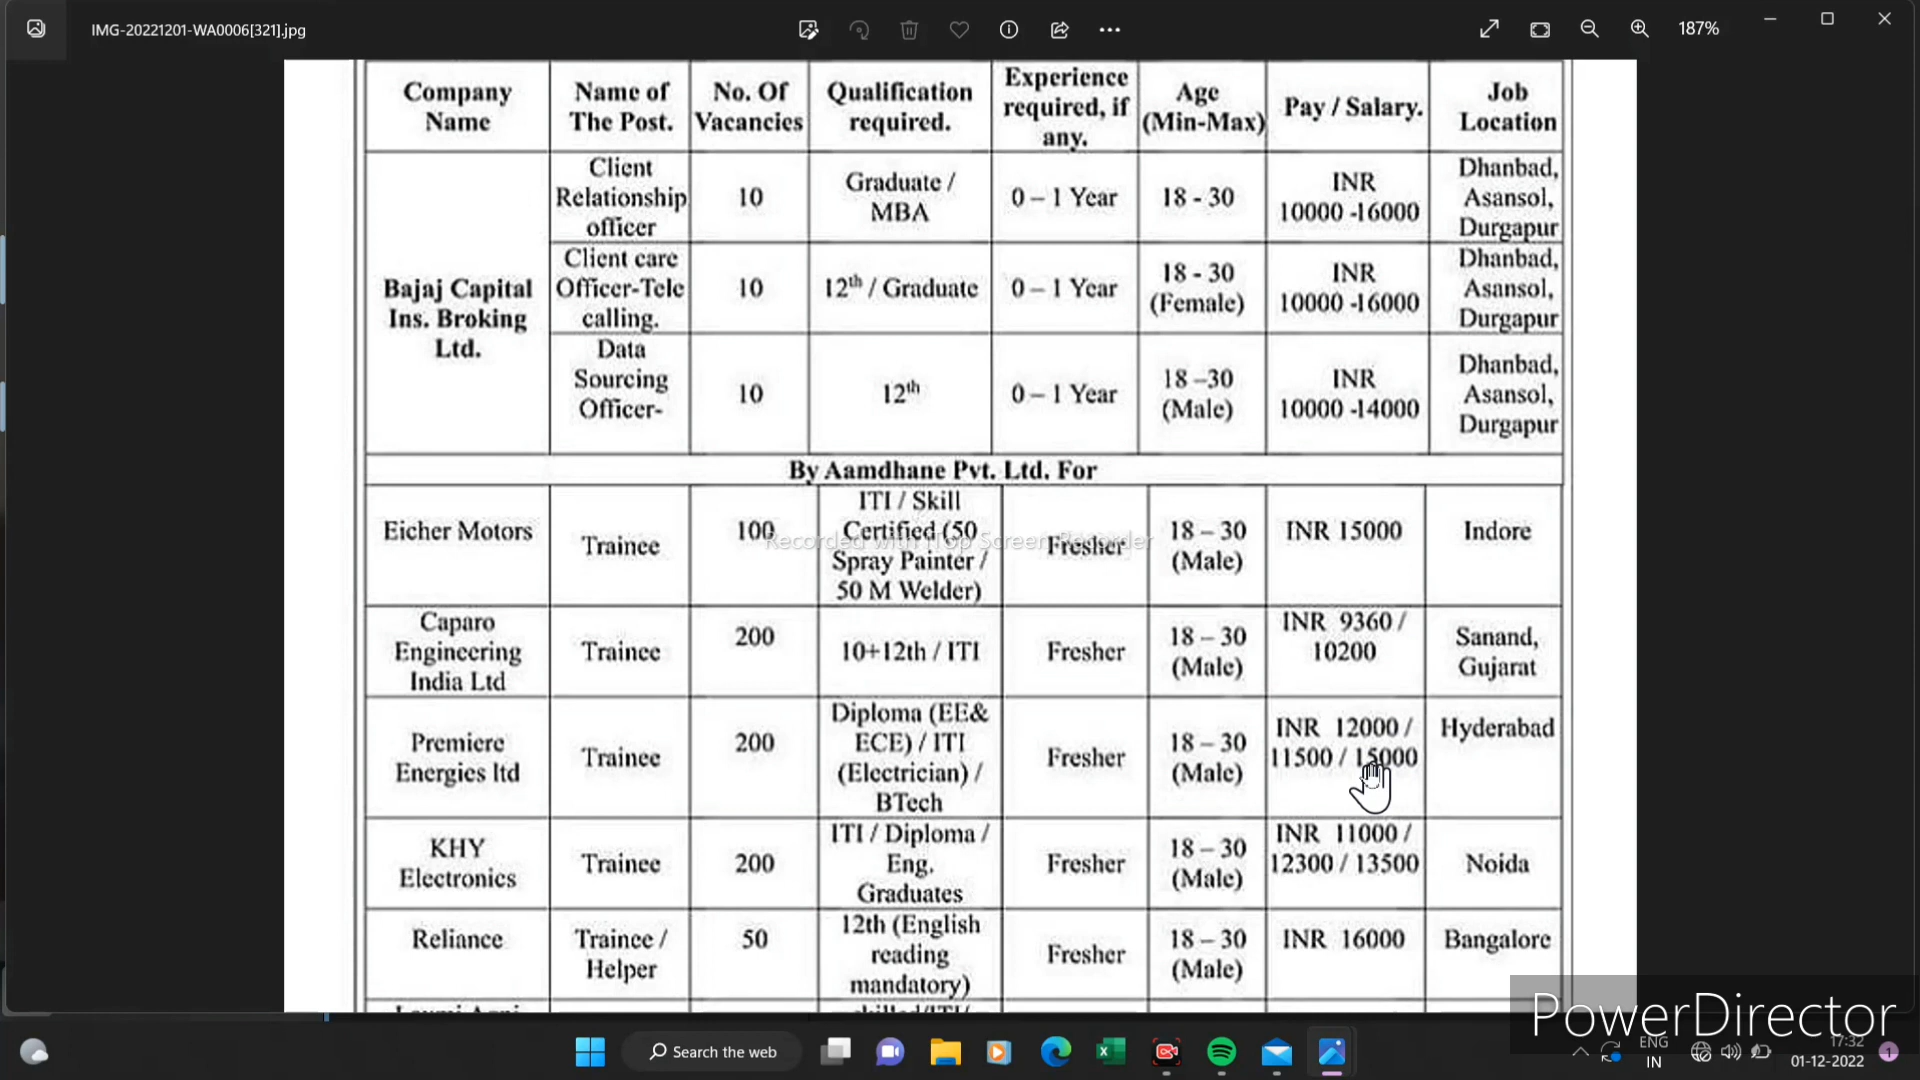 IMG-20221201-WA0006[321].jpg
187%
Company Name
Name of The Post.
No. Of Vacancies
Qualification required.
Experience required, if any.
Age (Min-Max)
Pay / Salary.
Job Location
Bajaj Capital Ins. Broking Ltd.
Client Relationship officer
10
Graduate / MBA
0 – 1 Year
18 - 30
INR 10000 -16000
Dhanbad, Asansol, Durgapur
Client care Officer-Tele calling.
10
12th / Graduate
0 – 1 Year
18 - 30 (Female)
INR 10000 -16000
Dhanbad, Asansol, Durgapur
Data Sourcing Officer-
10
12th
0 – 1 Year
18 –30 (Male)
INR 10000 -14000
Dhanbad, Asansol, Durgapur
By Aamdhane Pvt. Ltd. For
Eicher Motors
Trainee
100
ITI / Skill Certified (50 Spray Painter / 50 M Welder)
Fresher
18 – 30 (Male)
INR 15000
Indore
Recorded with iTop Screen Recorder
Caparo Engineering India Ltd
Trainee
200
10+12th / ITI
Fresher
18 – 30 (Male)
INR 9360 / 10200
Sanand, Gujarat
Premiere Energies ltd
Trainee
200
Diploma (EE& ECE) / ITI (Electrician) / BTech
Fresher
18 – 30 (Male)
INR 12000 / 11500 / 15000
Hyderabad
KHY Electronics
Trainee
200
ITI / Diploma / Eng. Graduates
Fresher
18 – 30 (Male)
INR 11000 / 12300 / 13500
Noida
Reliance
Trainee / Helper
50
12th (English reading mandatory)
Fresher
18 – 30 (Male)
INR 16000
Bangalore
PowerDirector
Search the web
ENG
IN
17:32
01-12-2022
1